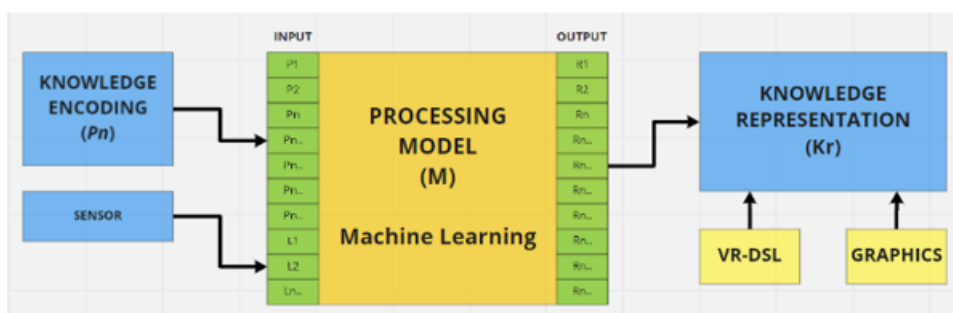 INPUT
OUTPUT
KNOWLEDGE
ENCODING
(Pn)
SENSOR
P1
P2
Pn
Pn...
Pn...
Pn...
Pn...
L1
L2
Ln...
PROCESSING
MODEL
(M)
Machine Learning
R1
R2
Rn
Rn...
Rn...
Rn...
Rn...
Rn...
Rn...
Rn...
KNOWLEDGE
REPRESENTATION
(Kr)
VR-DSL
GRAPHICS